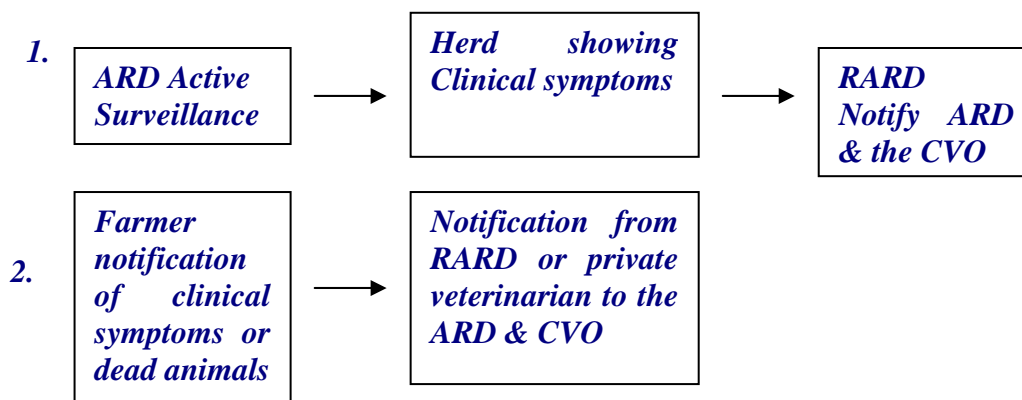 1.
ARD Active
Surveillance
Herd showing
Clinical symptoms
RARD
Notify ARD
& the CVO
2.
Farmer
notification
of clinical
symptoms or
dead animals
Notification from
RARD or private
veterinarian to the
ARD & CVO